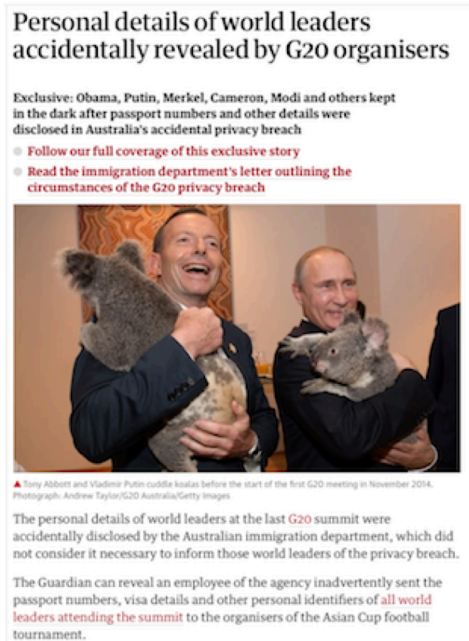 Personal details of world leaders
accidentally revealed by G20 organisers
Exclusive: Obama, Putin, Merkel, Cameron, Modi and others kept
in the dark after passport numbers and other details were
disclosed in Australia's accidental privacy breach
Follow our full coverage of this exclusive story
Read the immigration department's letter outlining the
circumstances of the G20 privacy breach
Tony Abbott and Vladimir Putin cuddle koalas before the start of the first G20 meeting in November 2014.
Photograph: Andrew Taylor/G20 Australia/Getty Images
The personal details of world leaders at the last G20 summit were
accidentally disclosed by the Australian immigration department, which did
not consider it necessary to inform those world leaders of the privacy breach.
The Guardian can reveal an employee of the agency inadvertently sent the
passport numbers, visa details and other personal identifiers of all world
leaders attending the summit to the organisers of the Asian Cup football
tournament.